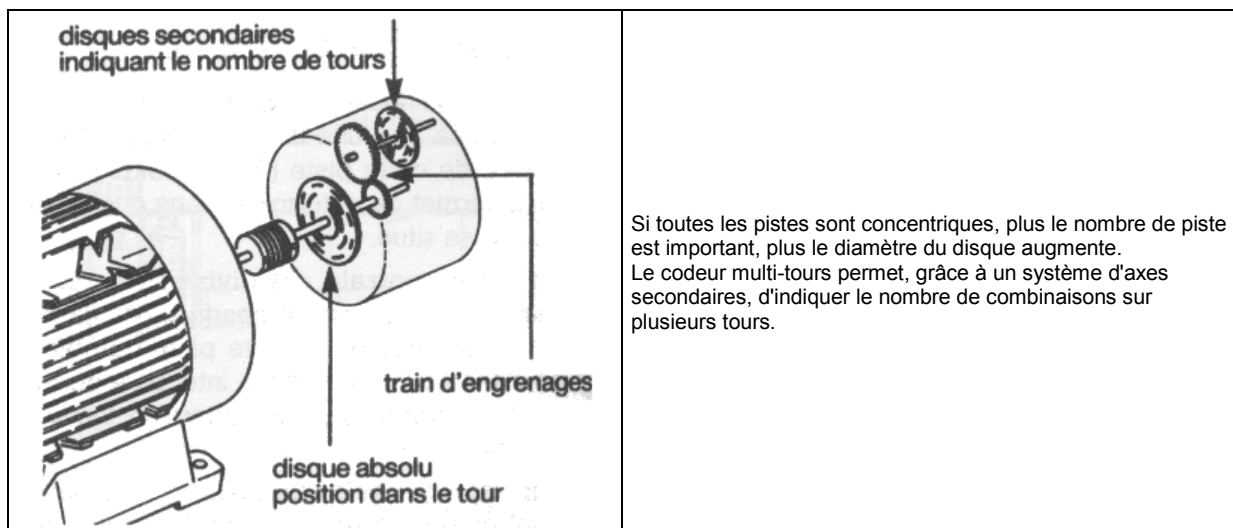 disques secondaires
indiquant le nombre de tours
train d'engrenages
disque absolu
position dans le tour
Si toutes les pistes sont concentriques, plus le nombre de piste
est important, plus le diamètre du disque augmente.
Le codeur multi-tours permet, grâce à un système d'axes
secondaires, d'indiquer le nombre de combinaisons sur
plusieurs tours.